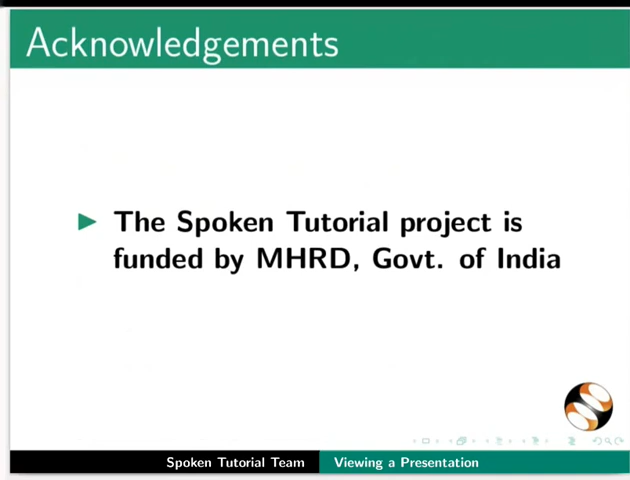 Acknowledgements
The Spoken Tutorial project is
funded by MHRD, Govt. of India
Spoken Tutorial Team
Viewing a Presentation